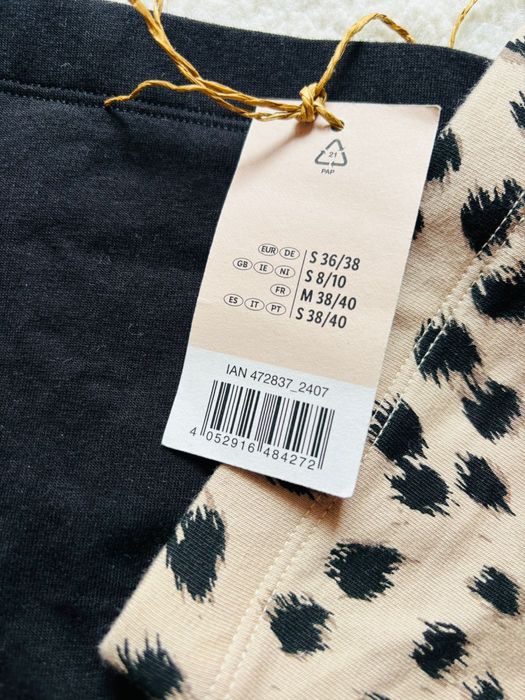 21
PAP
EUR DE S 36/38
GB IE NI S 8/10
FR M 38/40
ES IT PT S 38/40
IAN 472837_2407
4 052916 484272